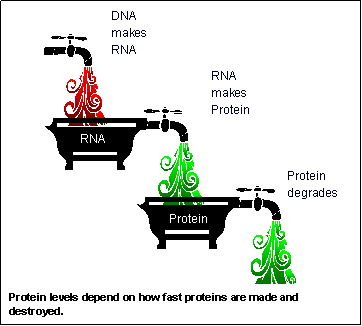 DNA
makes
RNA
RNA
makes
Protein
RNA
Protein
degrades
Protein
Protein levels depend on how fast proteins are made and
destroyed.